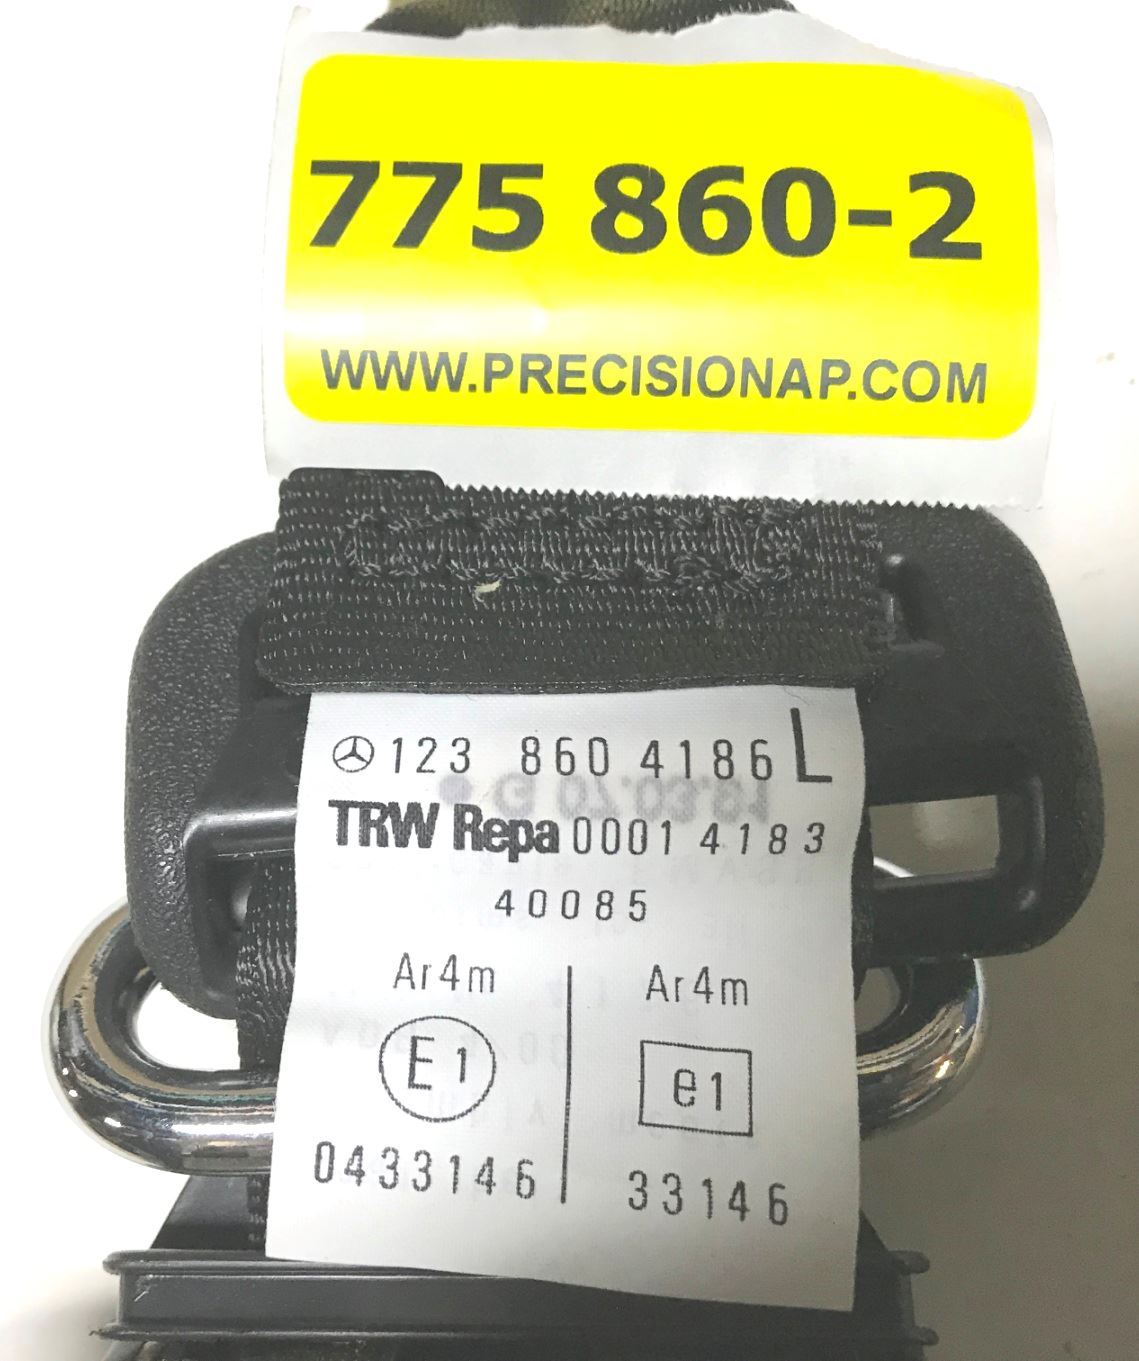 775 860-2
WWW.PRECISIONAP.COM
123 860 4186 L
TRW Repa 0001 4183
40085
Ar4m Ar4m
E1 e1
0433146 33146